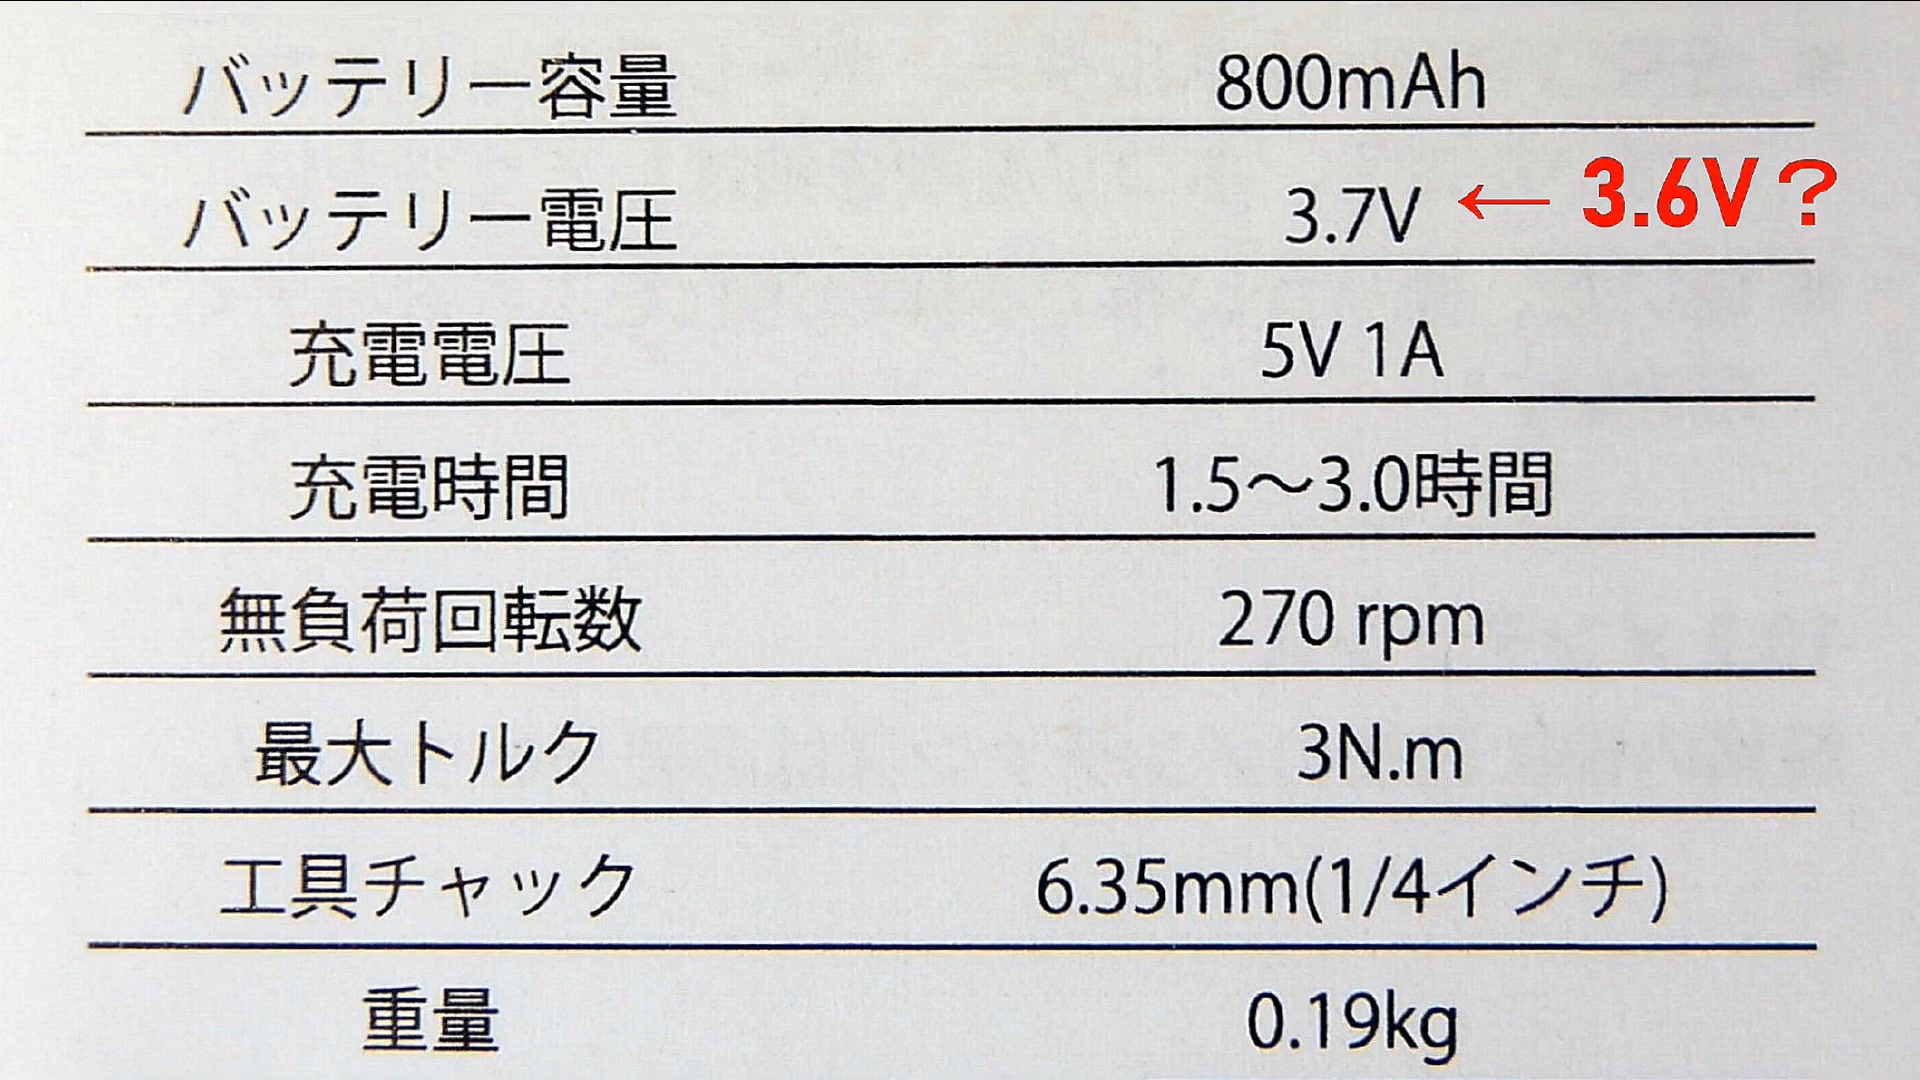 バッテリー容量 800mAh
バッテリー電圧 3.7V ← 3.6V？
充電電圧 5V 1A
充電時間 1.5～3.0時間
無負荷回転数 270 rpm
最大トルク 3N.m
工具チャック 6.35mm(1/4インチ)
重量 0.19kg